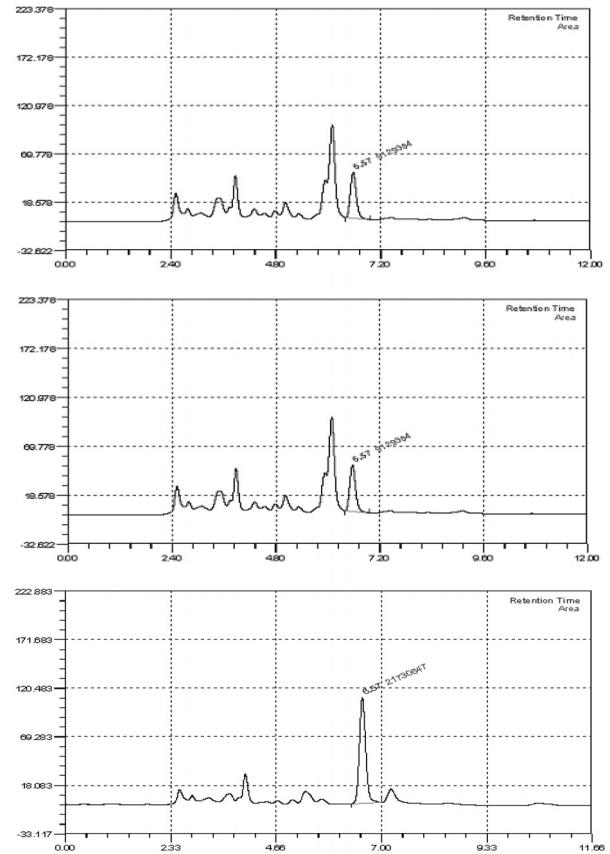 223.378
Retention Time
Area
172.178
120.978
69.778
6.57 9129384
18.578
-32.622
0.00 2.40 4.80 7.20 9.60 12.00
223.378
Retention Time
Area
172.178
120.978
69.778
6.57 9129384
18.578
-32.622
0.00 2.40 4.80 7.20 9.60 12.00
222.883
Retention Time
Area
171.683
120.483
6.57 21730847
69.283
18.083
-33.117
0.00 2.33 4.66 7.00 9.33 11.66